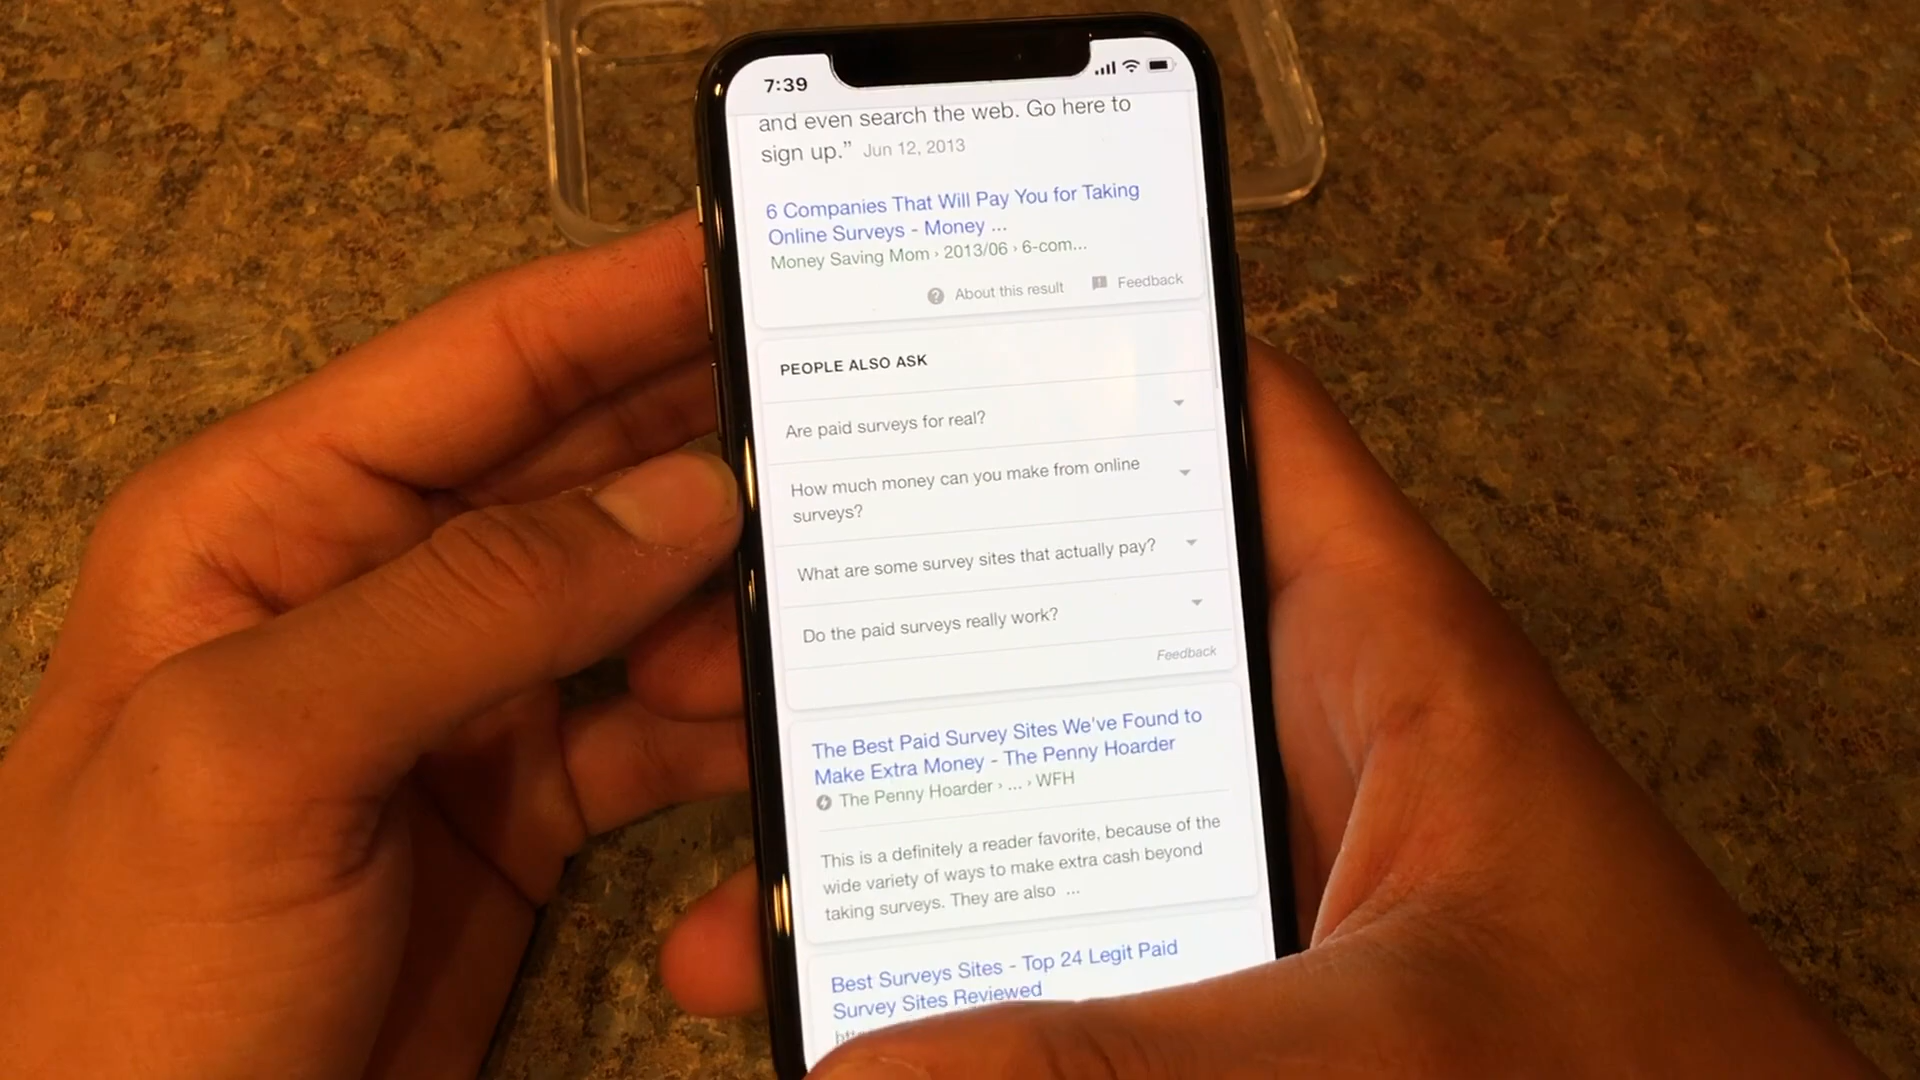 7:39
and even search the web. Go here to
sign up.” Jun 12, 2013
6 Companies That Will Pay You for Taking
Online Surveys - Money ...
Money Saving Mom › 2013/06 › 6-com...
About this result Feedback
PEOPLE ALSO ASK
Are paid surveys for real?
How much money can you make from online
surveys?
What are some survey sites that actually pay?
Do the paid surveys really work?
Feedback
The Best Paid Survey Sites We've Found to
Make Extra Money - The Penny Hoarder
The Penny Hoarder › ... › WFH
This is a definitely a reader favorite, because of the
wide variety of ways to make extra cash beyond
taking surveys. They are also ...
Best Surveys Sites - Top 24 Legit Paid
Survey Sites Reviewed